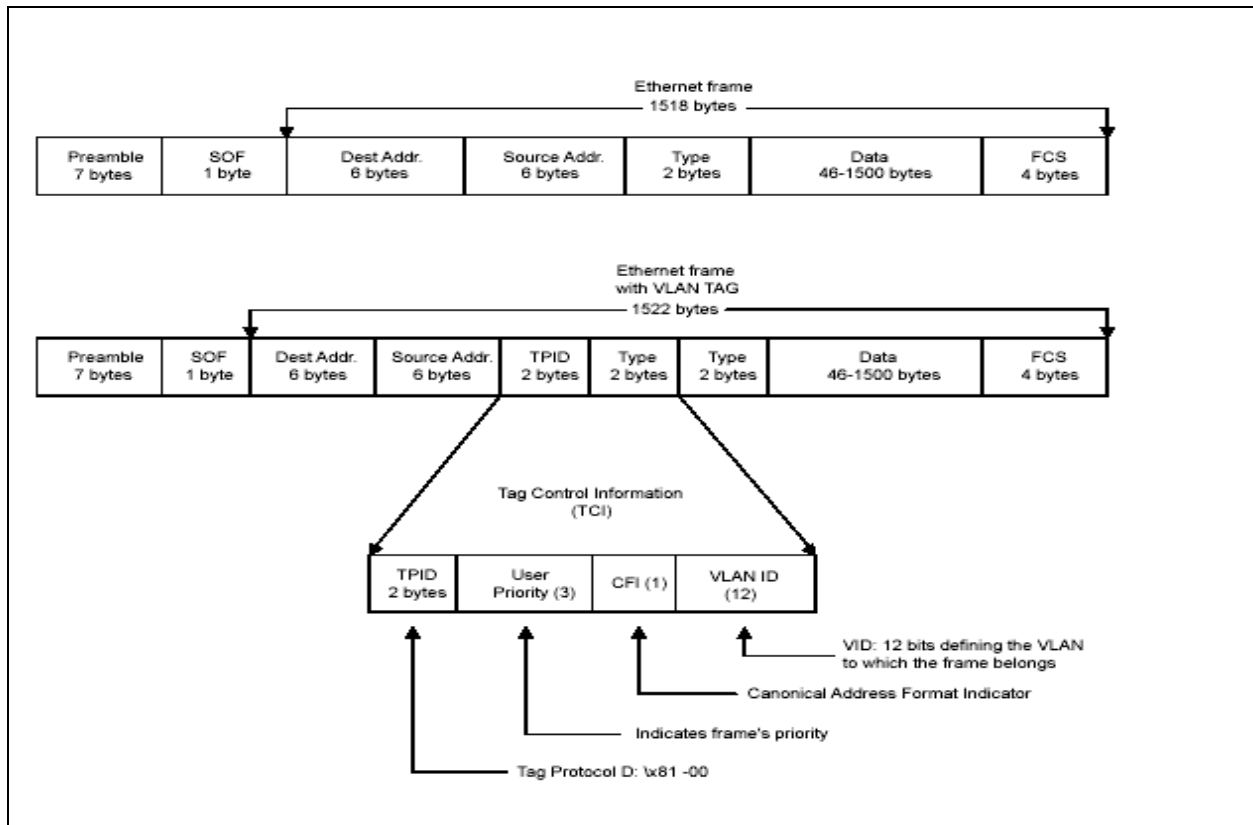 Ethernet frame
1518 bytes
Preamble
7 bytes
SOF
1 byte
Dest Addr.
6 bytes
Source Addr.
6 bytes
Type
2 bytes
Data
46-1500 bytes
FCS
4 bytes
Ethernet frame
with VLAN TAG
1522 bytes
Preamble
7 bytes
SOF
1 byte
Dest Addr.
6 bytes
Source Addr.
6 bytes
TPID
2 bytes
Type
2 bytes
Type
2 bytes
Data
46-1500 bytes
FCS
4 bytes
Tag Control Information
(TCI)
TPID
2 bytes
User
Priority (3)
CFI (1)
VLAN ID
(12)
VID: 12 bits defining the VLAN
to which the frame belongs
Canonical Address Format Indicator
Indicates frame's priority
Tag Protocol D: \x81 -00